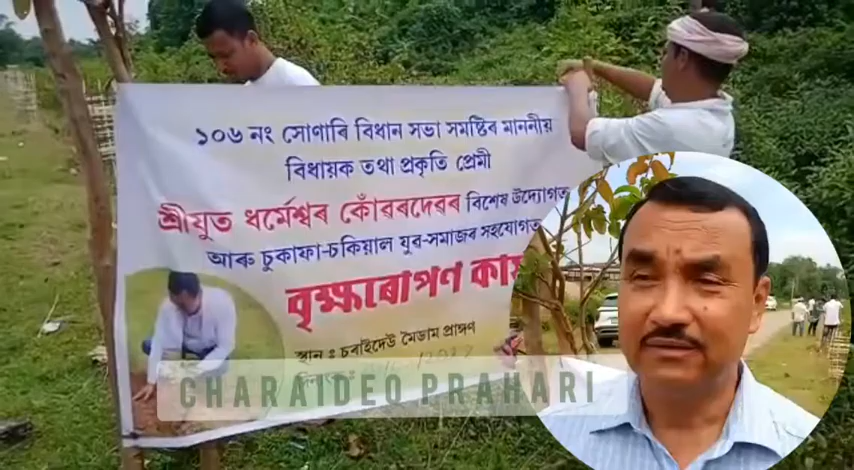 ১০৬ নং সোণাৰি বিধান সভা সমষ্টিৰ মাননীয়
বিধায়ক তথা প্ৰকৃতি প্ৰেমী
শ্ৰীযুত ধৰ্মেশ্বৰ কোঁৱৰদেৱৰ বিশেষ উদ্যোগত
আৰু চুকাফা-চকিয়াল যুৱ-সমাজৰ সহযোগত
বৃক্ষৰোপণ
স্থান : চৰাইদেউ মৈডাম প্ৰাঙ্গণ
CHARAIDEO PRAHARI